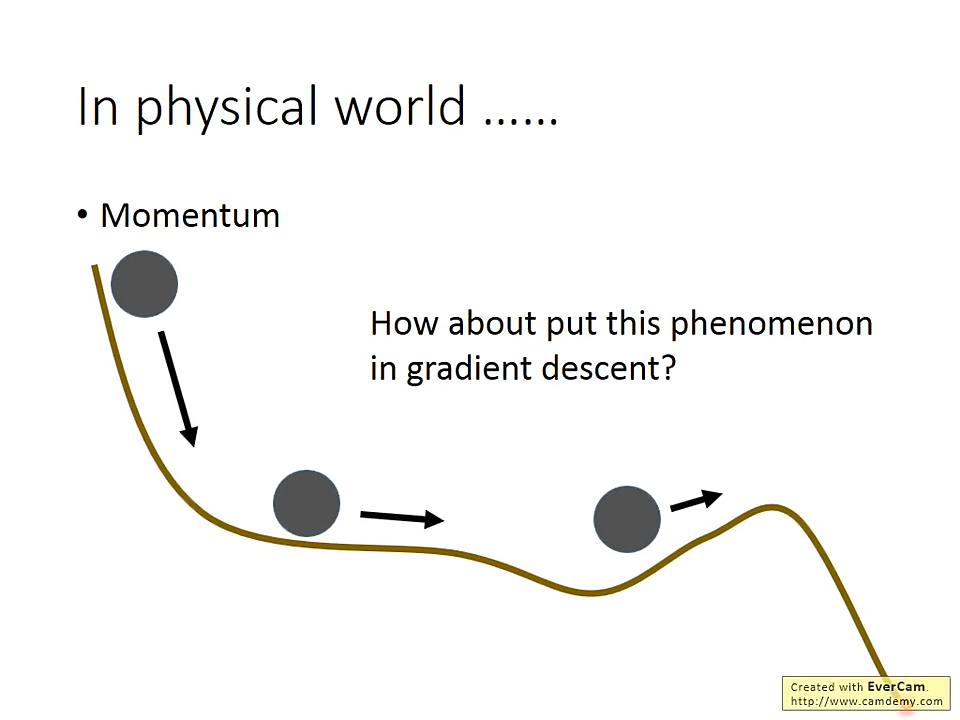 In physical world ......
• Momentum
How about put this phenomenon
in gradient descent?
Created with EverCam.
http://www.camdemy.com